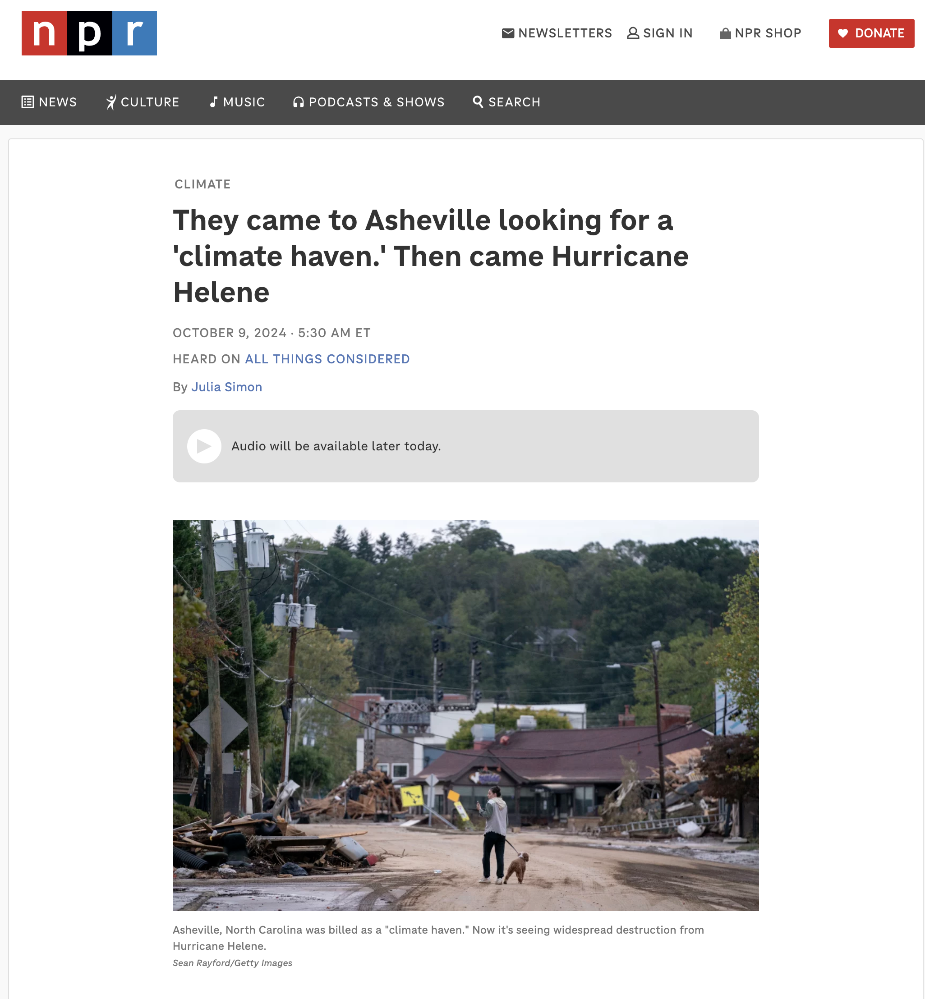 npr
NEWSLETTERS SIGN IN NPR SHOP DONATE
NEWS CULTURE MUSIC PODCASTS & SHOWS SEARCH
CLIMATE
They came to Asheville looking for a
'climate haven.' Then came Hurricane
Helene
OCTOBER 9, 2024 · 5:30 AM ET
HEARD ON ALL THINGS CONSIDERED
By Julia Simon
Audio will be available later today.
Asheville, North Carolina was billed as a "climate haven." Now it's seeing widespread destruction from
Hurricane Helene.
Sean Rayford/Getty Images